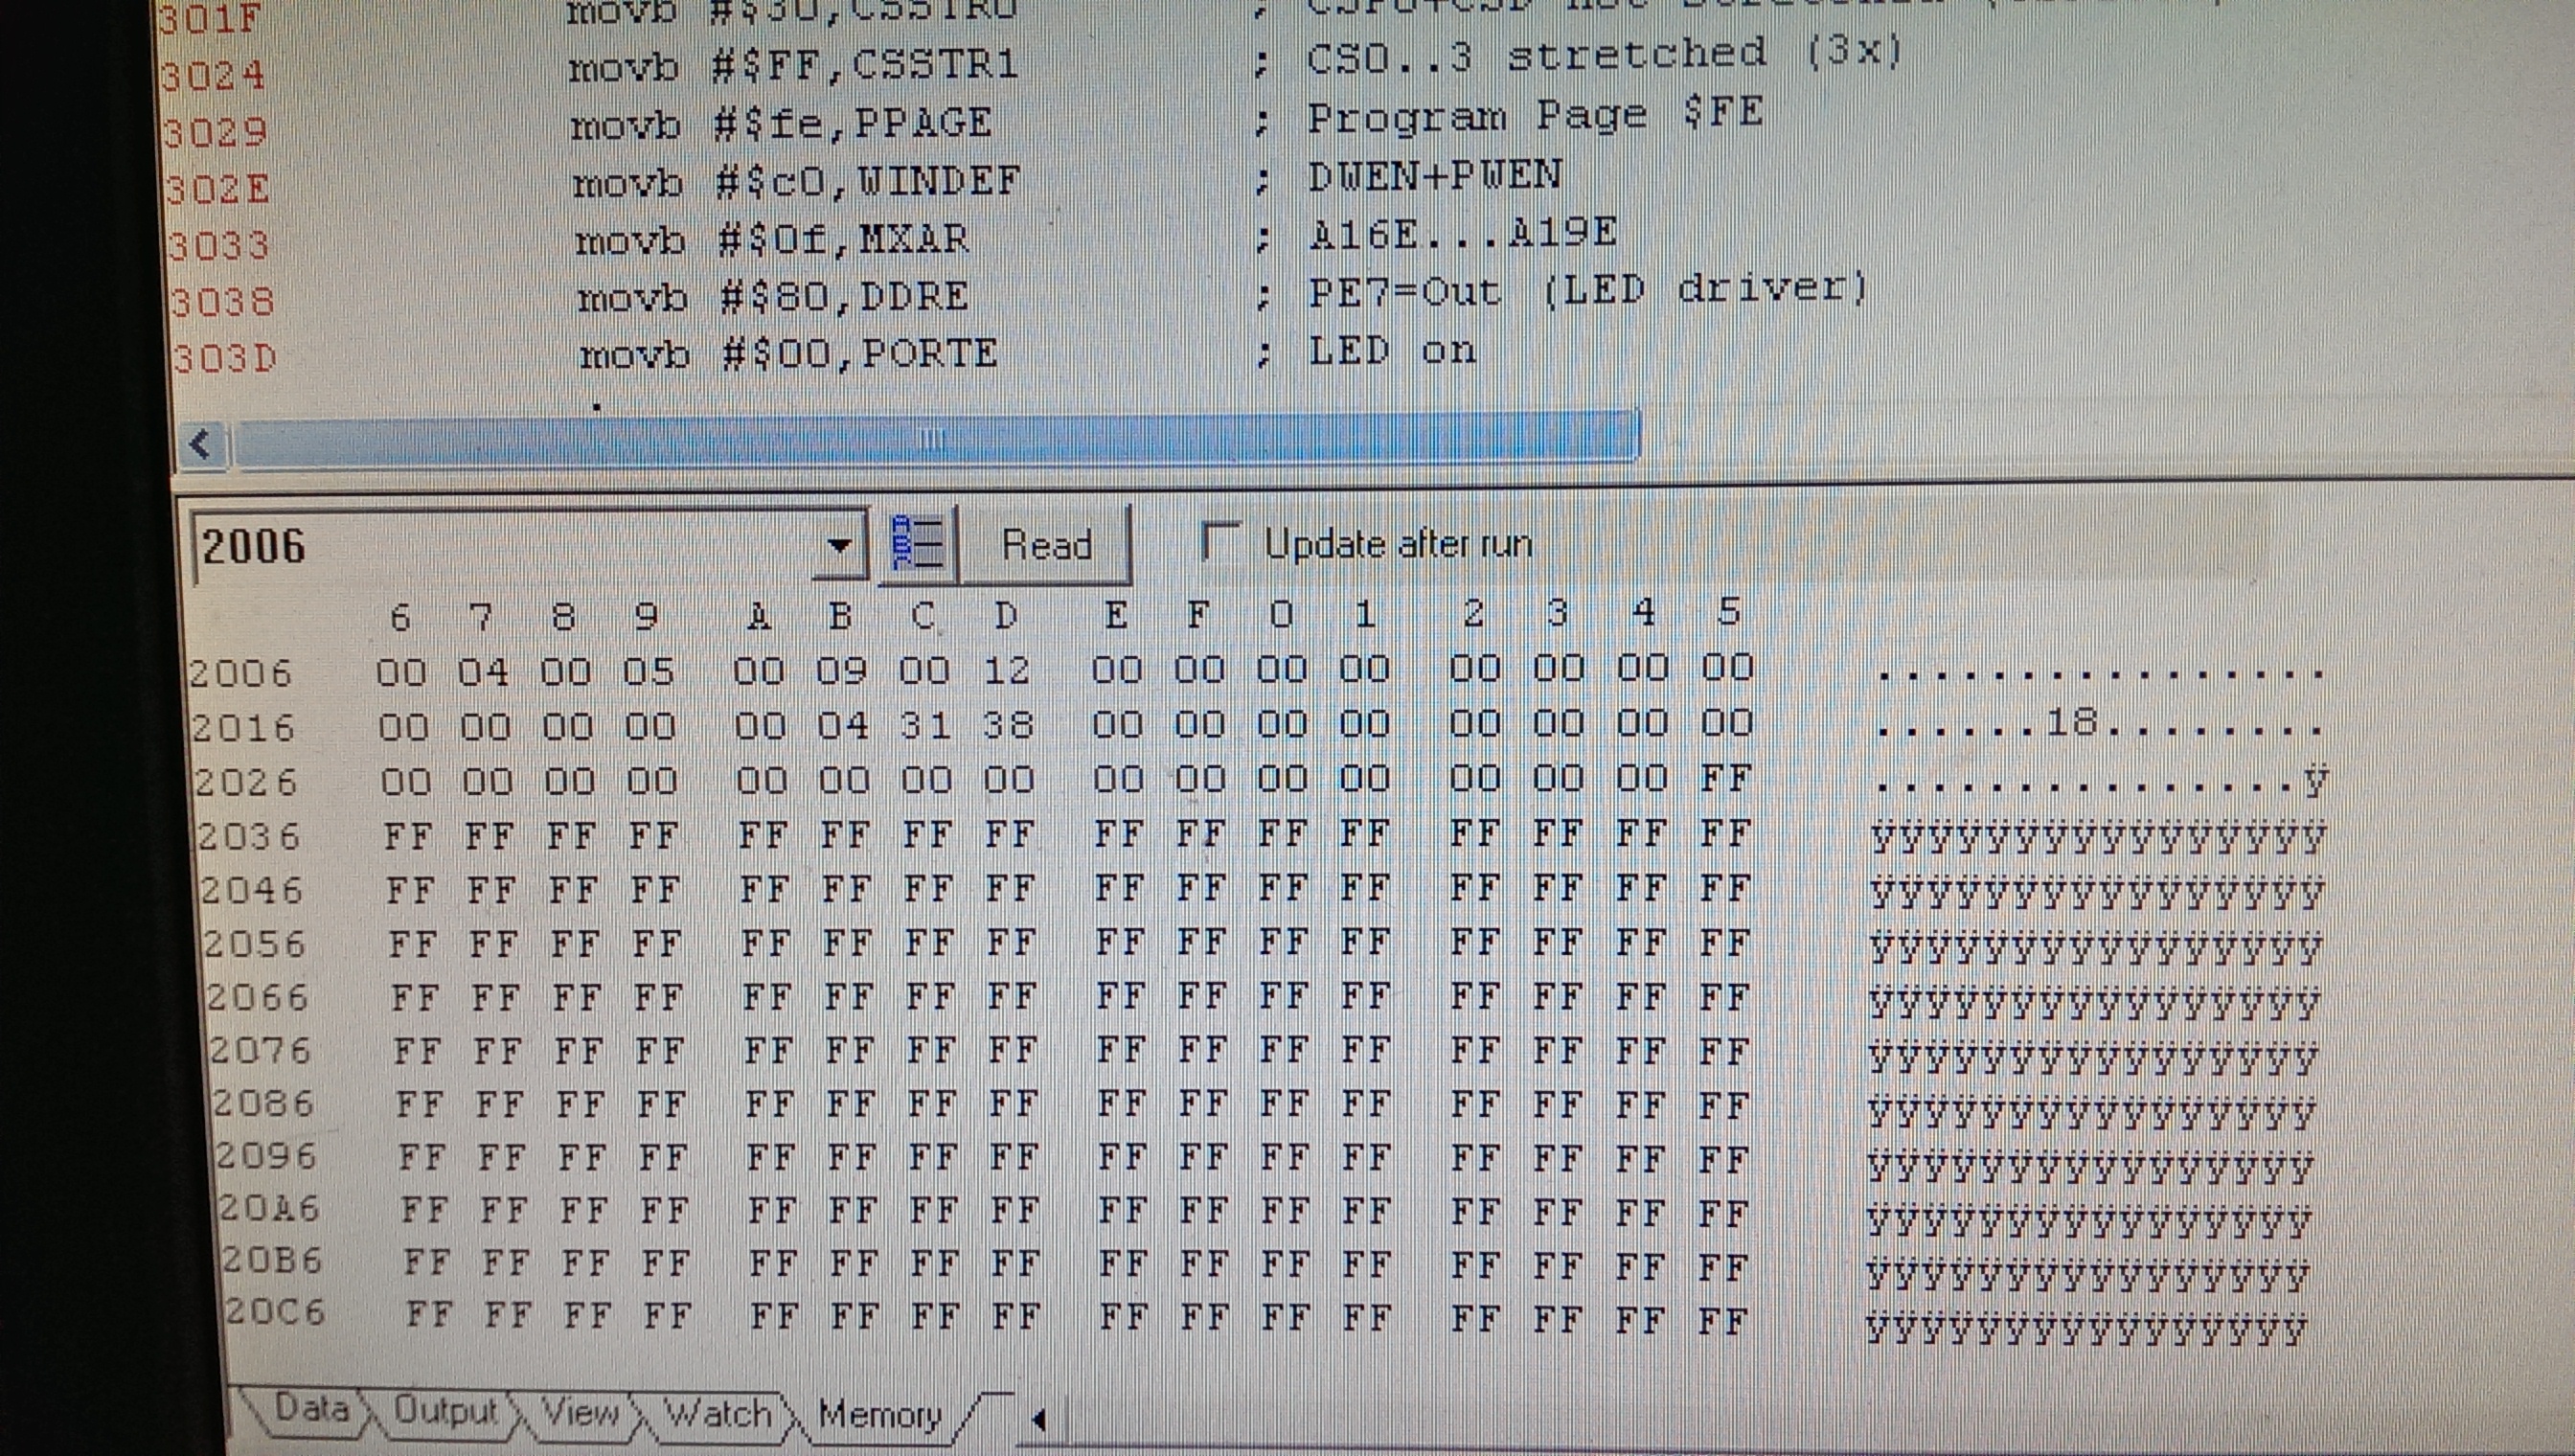 301F movb #$30,CSSTR0 ;
3024 movb #$FF,CSSTR1 ; CS0..3 stretched (3x)
3029 movb #$fe,PPAGE ; Program Page $FE
302E movb #$c0,WINDEF ; DWEN+PWEN
3033 movb #$0f,MXAR ; A16E...A19E
3038 movb #$80,DDRE ; PE7=Out (LED driver)
303D movb #$00,PORTE ; LED on
2006 Read Update after run
6 7 8 9 A B C D E F 0 1 2 3 4 5
2006 00 04 00 05 00 09 00 12 00 00 00 00 00 00 00 00 ................
2016 00 00 00 00 00 04 31 38 00 00 00 00 00 00 00 00 ......18........
2026 00 00 00 00 00 00 00 00 00 00 00 00 00 00 00 FF ...............ÿ
2036 FF FF FF FF FF FF FF FF FF FF FF FF FF FF FF FF ÿÿÿÿÿÿÿÿÿÿÿÿÿÿÿÿ
2046 FF FF FF FF FF FF FF FF FF FF FF FF FF FF FF FF ÿÿÿÿÿÿÿÿÿÿÿÿÿÿÿÿ
2056 FF FF FF FF FF FF FF FF FF FF FF FF FF FF FF FF ÿÿÿÿÿÿÿÿÿÿÿÿÿÿÿÿ
2066 FF FF FF FF FF FF FF FF FF FF FF FF FF FF FF FF ÿÿÿÿÿÿÿÿÿÿÿÿÿÿÿÿ
2076 FF FF FF FF FF FF FF FF FF FF FF FF FF FF FF FF ÿÿÿÿÿÿÿÿÿÿÿÿÿÿÿÿ
2086 FF FF FF FF FF FF FF FF FF FF FF FF FF FF FF FF ÿÿÿÿÿÿÿÿÿÿÿÿÿÿÿÿ
2096 FF FF FF FF FF FF FF FF FF FF FF FF FF FF FF FF ÿÿÿÿÿÿÿÿÿÿÿÿÿÿÿÿ
20A6 FF FF FF FF FF FF FF FF FF FF FF FF FF FF FF FF ÿÿÿÿÿÿÿÿÿÿÿÿÿÿÿÿ
20B6 FF FF FF FF FF FF FF FF FF FF FF FF FF FF FF FF ÿÿÿÿÿÿÿÿÿÿÿÿÿÿÿÿ
20C6 FF FF FF FF FF FF FF FF FF FF FF FF FF FF FF FF ÿÿÿÿÿÿÿÿÿÿÿÿÿÿÿÿ
Data Output View Watch Memory